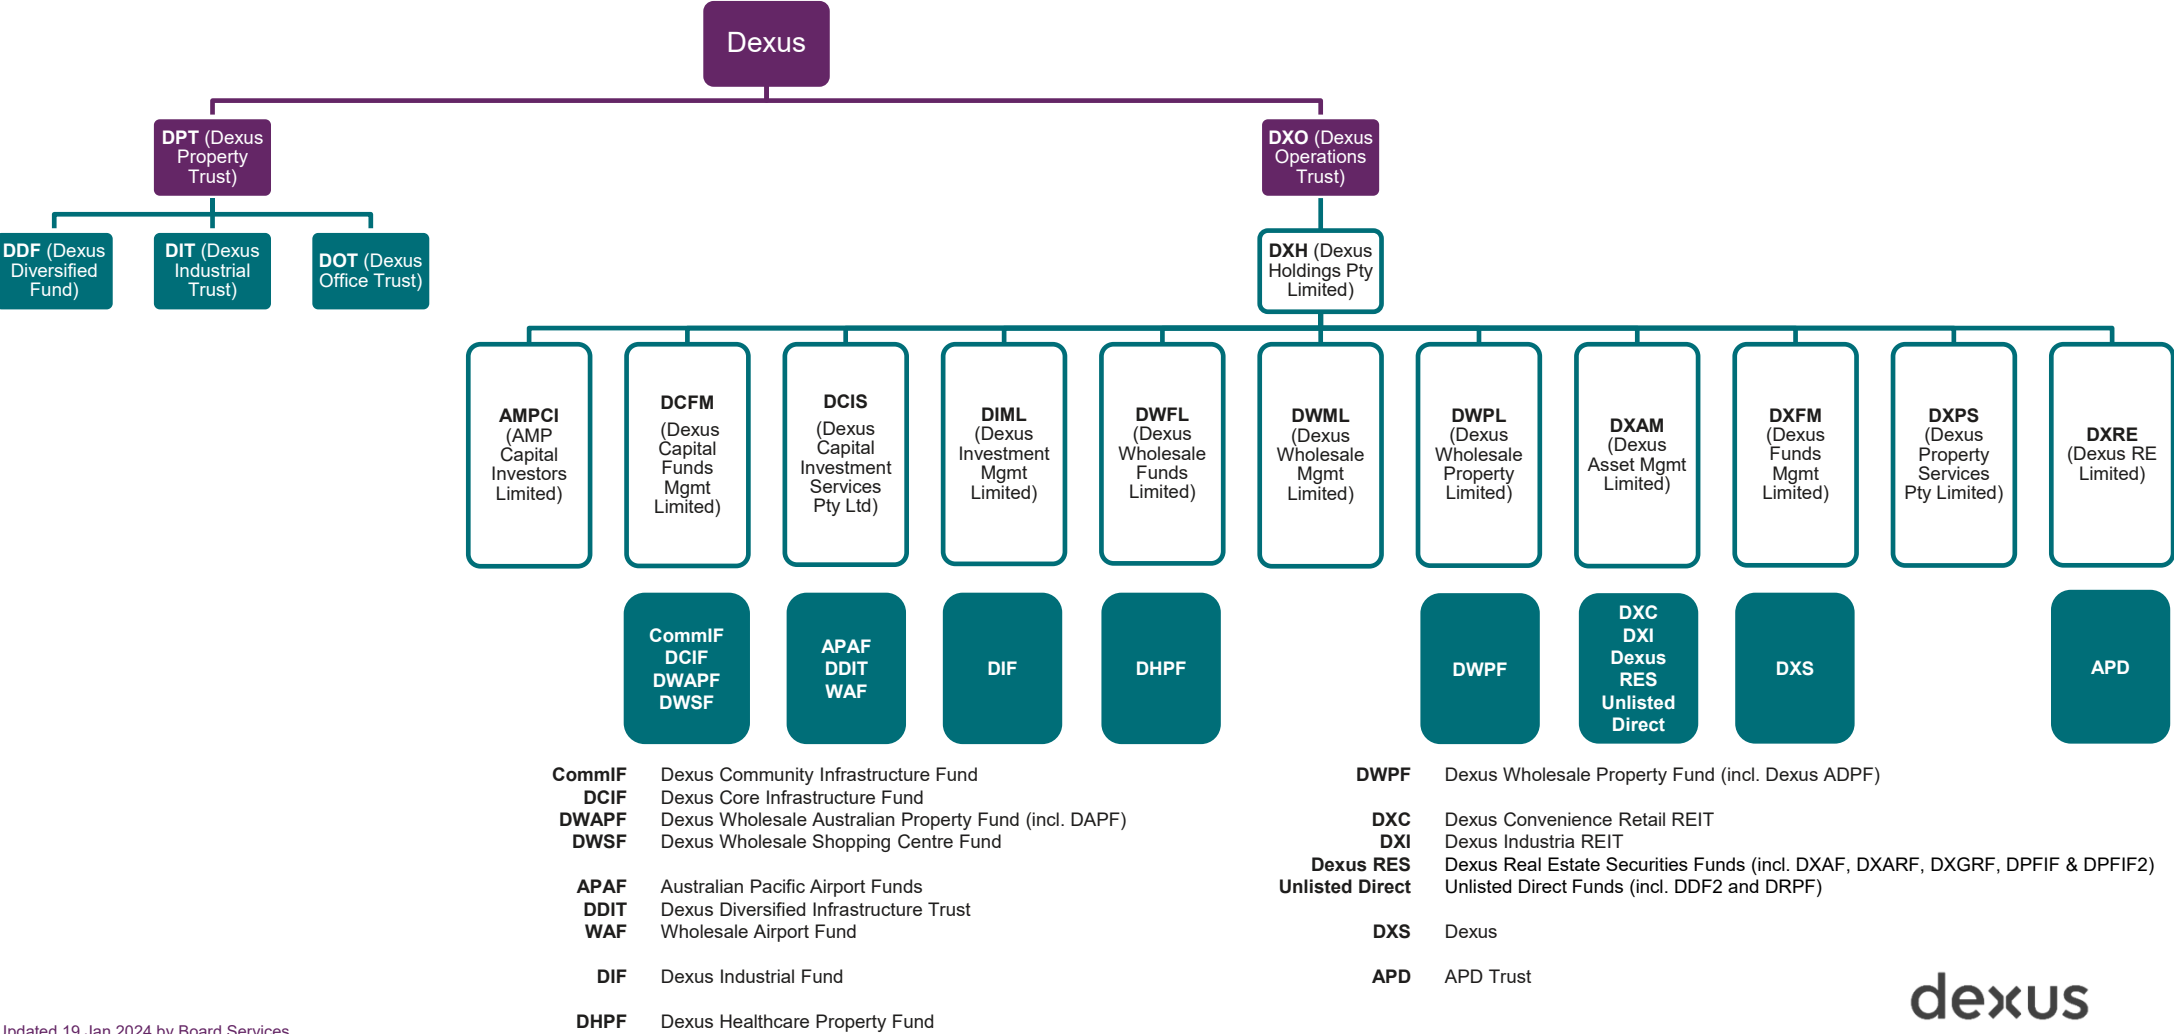 Dexus
DPT (Dexus
Property
Trust)
DXO (Dexus
Operations
Trust)
DDF (Dexus
Diversified
Fund)
DIT (Dexus
Industrial
Trust)
DOT (Dexus
Office Trust)
DXH (Dexus
Holdings Pty
Limited)
AMPCI
(AMP
Capital
Investors
Limited)
DCFM
(Dexus
Capital
Funds
Mgmt
Limited)
DCIS
(Dexus
Capital
Investment
Services
Pty Ltd)
DIML
(Dexus
Investment
Mgmt
Limited)
DWFL
(Dexus
Wholesale
Funds
Limited)
DWML
(Dexus
Wholesale
Mgmt
Limited)
DWPL
(Dexus
Wholesale
Property
Limited)
DXAM
(Dexus
Asset Mgmt
Limited)
DXFM
(Dexus
Funds
Mgmt
Limited)
DXPS
(Dexus
Property
Services
Pty Limited)
DXRE
(Dexus RE
Limited)
CommIF
DCIF
DWAPF
DWSF
APAF
DDIT
WAF
DIF
DHPF
DWPF
DXC
DXI
Dexus
RES
Unlisted
Direct
DXS
APD
CommIF Dexus Community Infrastructure Fund
DCIF Dexus Core Infrastructure Fund
DWAPF Dexus Wholesale Australian Property Fund (incl. DAPF)
DWSF Dexus Wholesale Shopping Centre Fund
APAF Australian Pacific Airport Funds
DDIT Dexus Diversified Infrastructure Trust
WAF Wholesale Airport Fund
DIF Dexus Industrial Fund
DHPF Dexus Healthcare Property Fund
DWPF Dexus Wholesale Property Fund (incl. Dexus ADPF)
DXC Dexus Convenience Retail REIT
DXI Dexus Industria REIT
Dexus RES Dexus Real Estate Securities Funds (incl. DXAF, DXARF, DXGRF, DPFIF & DPFIF2)
Unlisted Direct Unlisted Direct Funds (incl. DDF2 and DRPF)
DXS Dexus
APD APD Trust
dexus
Updated 19 Jan 2024 by Board Services